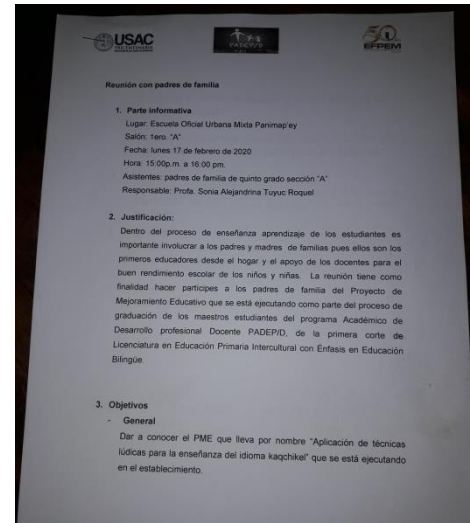 USAC
TRICENTENARIA
PADEP/D
50
EFPEM
Reunión con padres de familia
1. Parte informativa
Lugar: Escuela Oficial Urbana Mixta Panimap'ey
Salón: 1ero. "A"
Fecha: lunes 17 de febrero de 2020
Hora: 15:00p.m. a 16:00 pm.
Asistentes: padres de familia de quinto grado sección "A"
Responsable: Profa. Sonia Alejandrina Tuyuc Roquel
2. Justificación:
Dentro del proceso de enseñanza aprendizaje de los estudiantes es
importante involucrar a los padres y madres de familias pues ellos son los
primeros educadores desde el hogar y el apoyo de los docentes para el
buen rendimiento escolar de los niños y niñas. La reunión tiene como
finalidad hacer partícipes a los padres de familia del Proyecto de
Mejoramiento Educativo que se está ejecutando como parte del proceso de
graduación de los maestros estudiantes del programa Académico de
Desarrollo profesional Docente PADEP/D, de la primera corte de
Licenciatura en Educación Primaria Intercultural con Énfasis en Educación
Bilingüe.
3. Objetivos
- General
Dar a conocer el PME que lleva por nombre "Aplicación de técnicas
lúdicas para la enseñanza del idioma kaqchikel" que se está ejecutando
en el establecimiento.